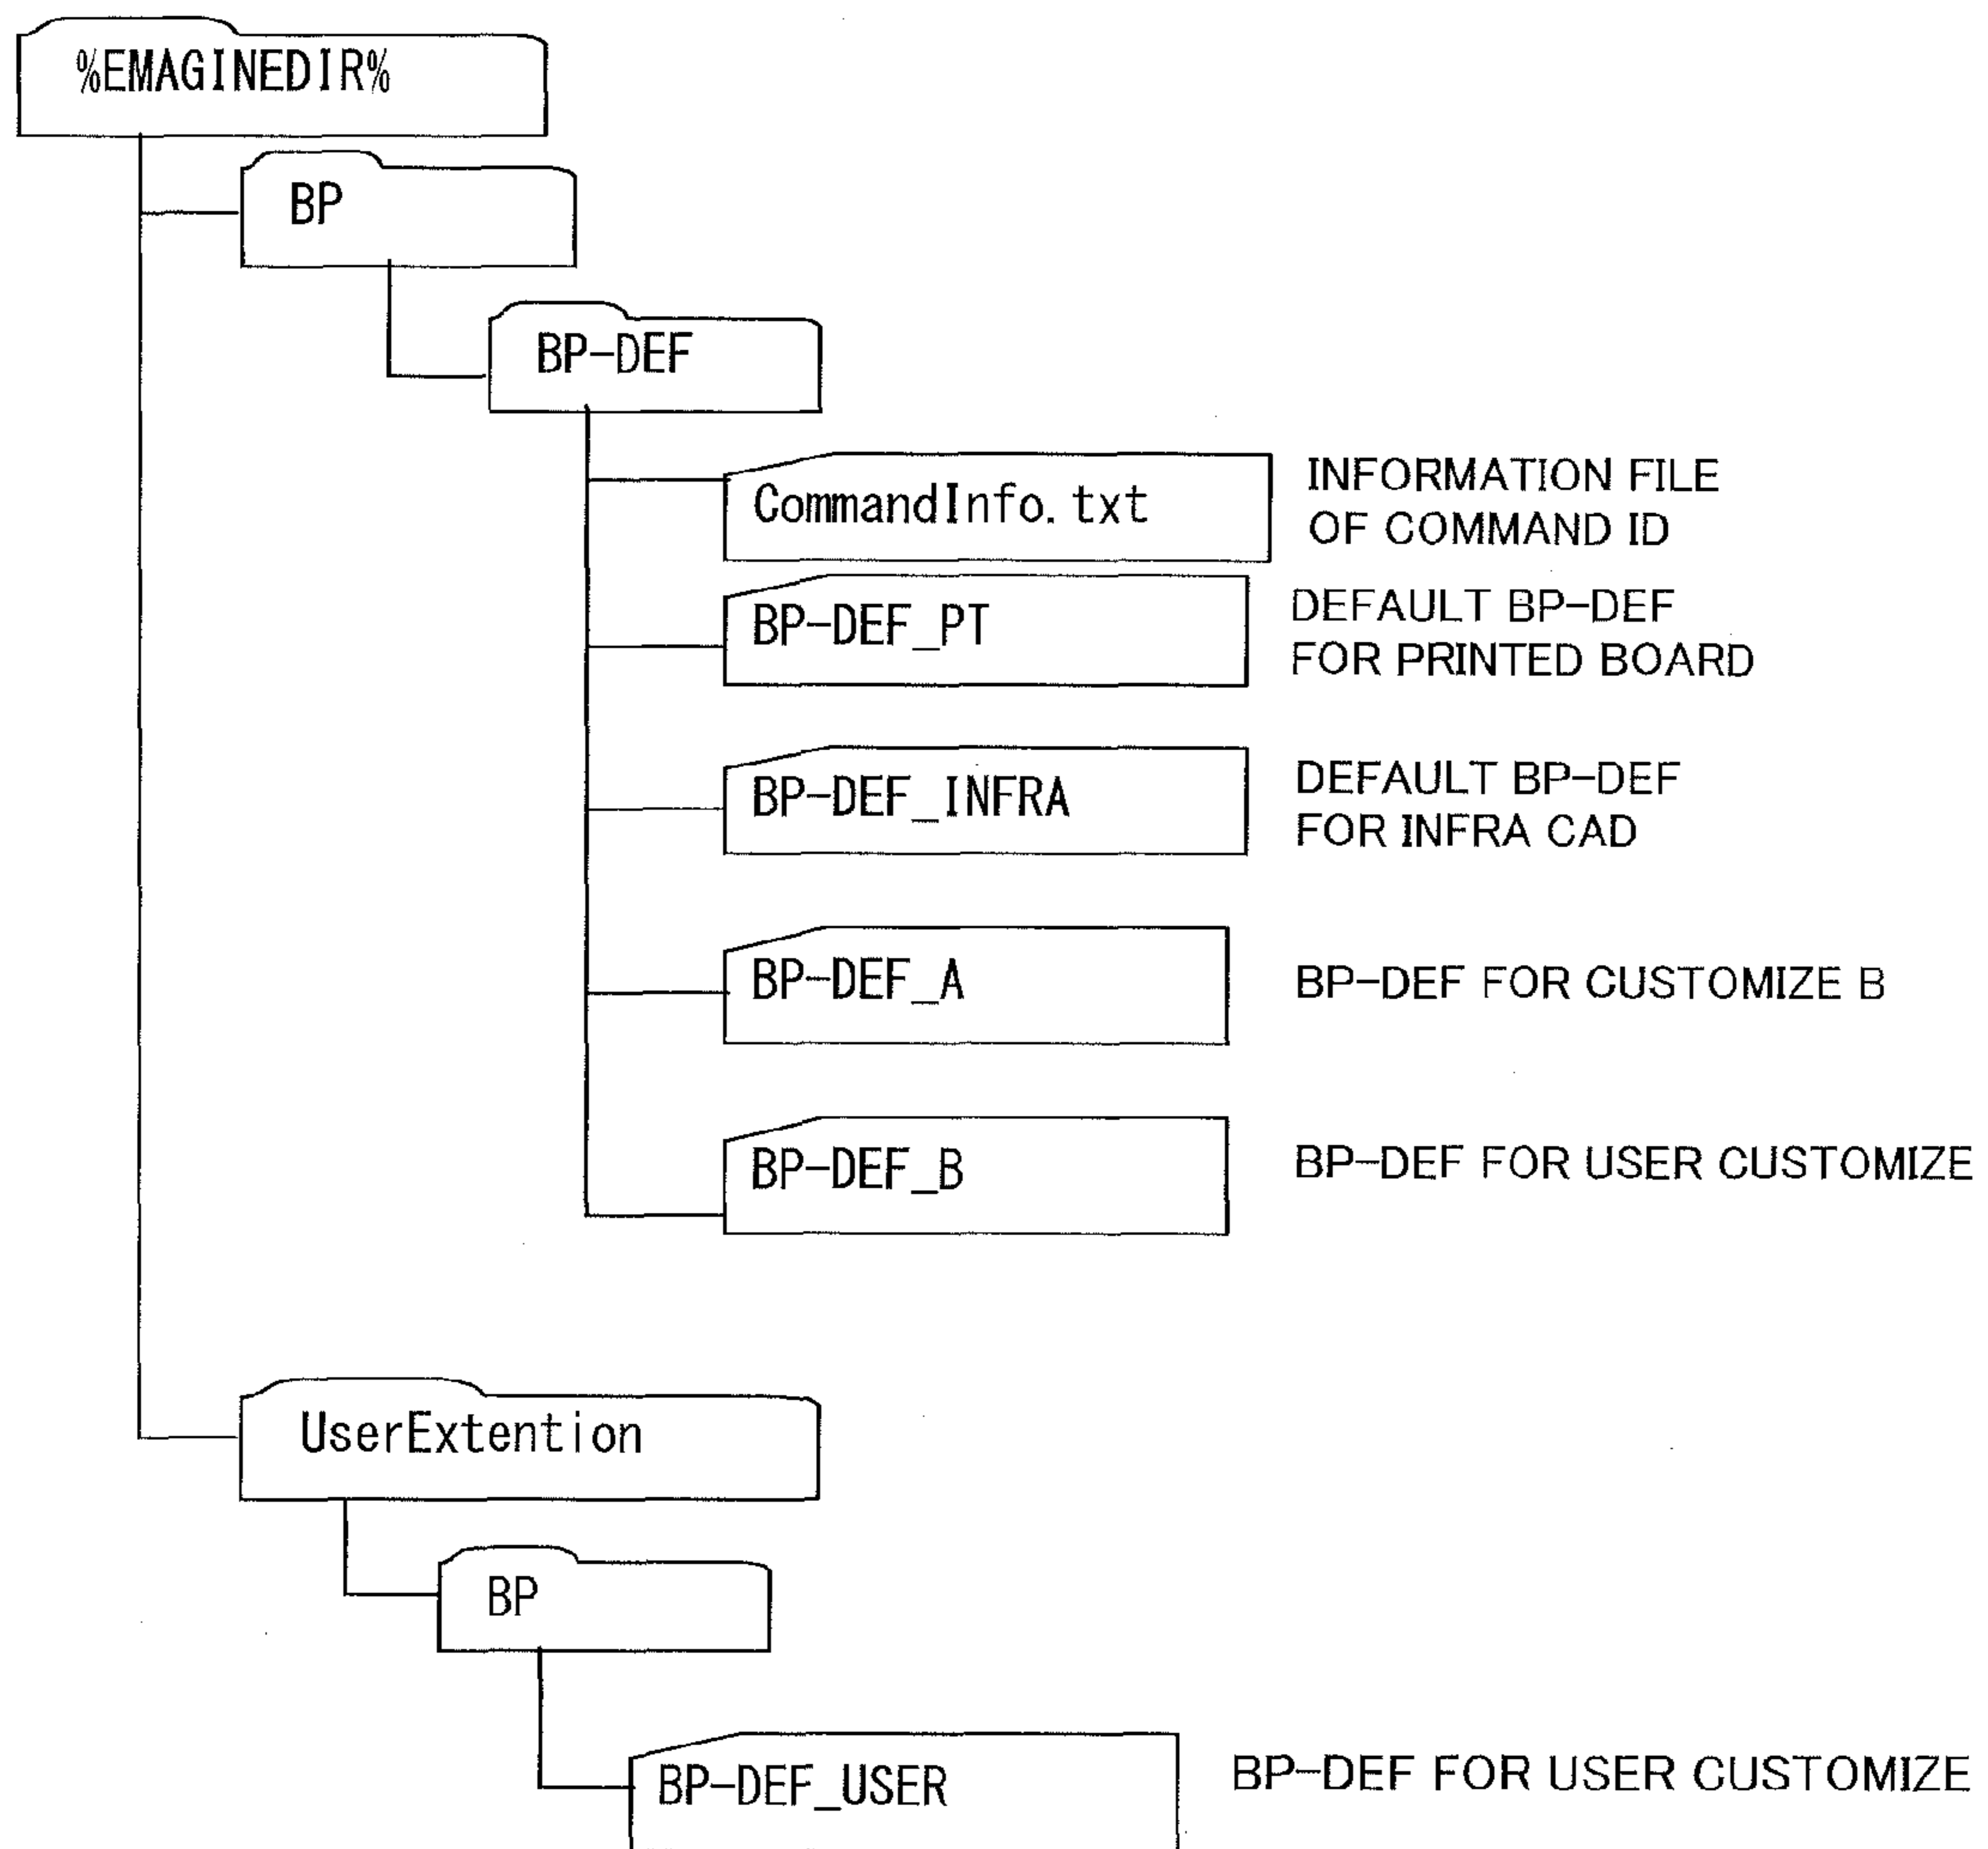 %EMAGINEDIR%
BP
BP-DEF
CommandInfo.txt
INFORMATION FILE
OF COMMAND ID
BP-DEF_PT
DEFAULT BP-DEF
FOR PRINTED BOARD
BP-DEF_INFRA
DEFAULT BP-DEF
FOR INFRA CAD
BP-DEF_A
BP-DEF FOR CUSTOMIZE B
BP-DEF_B
BP-DEF FOR USER CUSTOMIZE
UserExtention
BP
BP-DEF_USER
BP-DEF FOR USER CUSTOMIZE